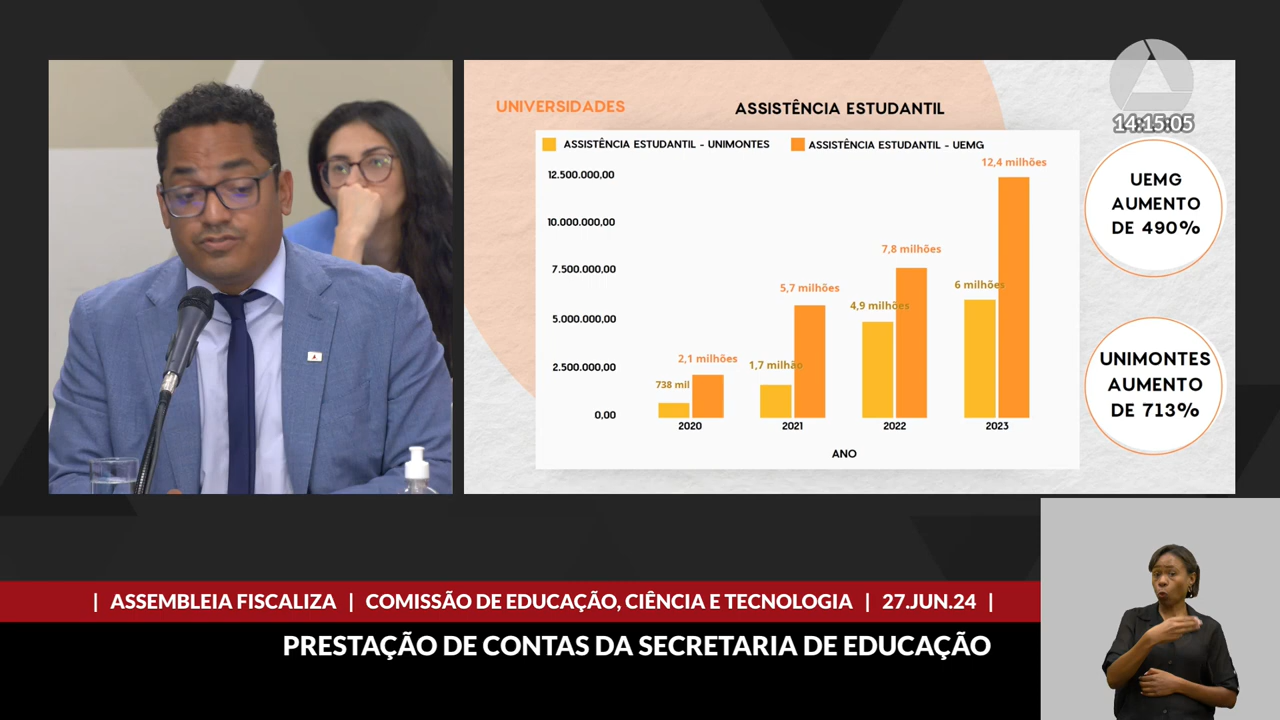 14:15:05
UNIVERSIDADES
ASSISTÊNCIA ESTUDANTIL
ASSISTÊNCIA ESTUDANTIL - UNIMONTES
ASSISTÊNCIA ESTUDANTIL - UEMG
12.500.000,00
10.000.000,00
7.500.000,00
5.000.000,00
2.500.000,00
0,00
738 mil
2,1 milhões
1,7 milhão
5,7 milhões
4,9 milhões
7,8 milhões
6 milhões
12,4 milhões
2020
2021
2022
2023
ANO
UEMG
AUMENTO
DE 490%
UNIMONTES
AUMENTO
DE 713%
| ASSEMBLEIA FISCALIZA | COMISSÃO DE EDUCAÇÃO, CIÊNCIA E TECNOLOGIA | 27.JUN.24 |
PRESTAÇÃO DE CONTAS DA SECRETARIA DE EDUCAÇÃO